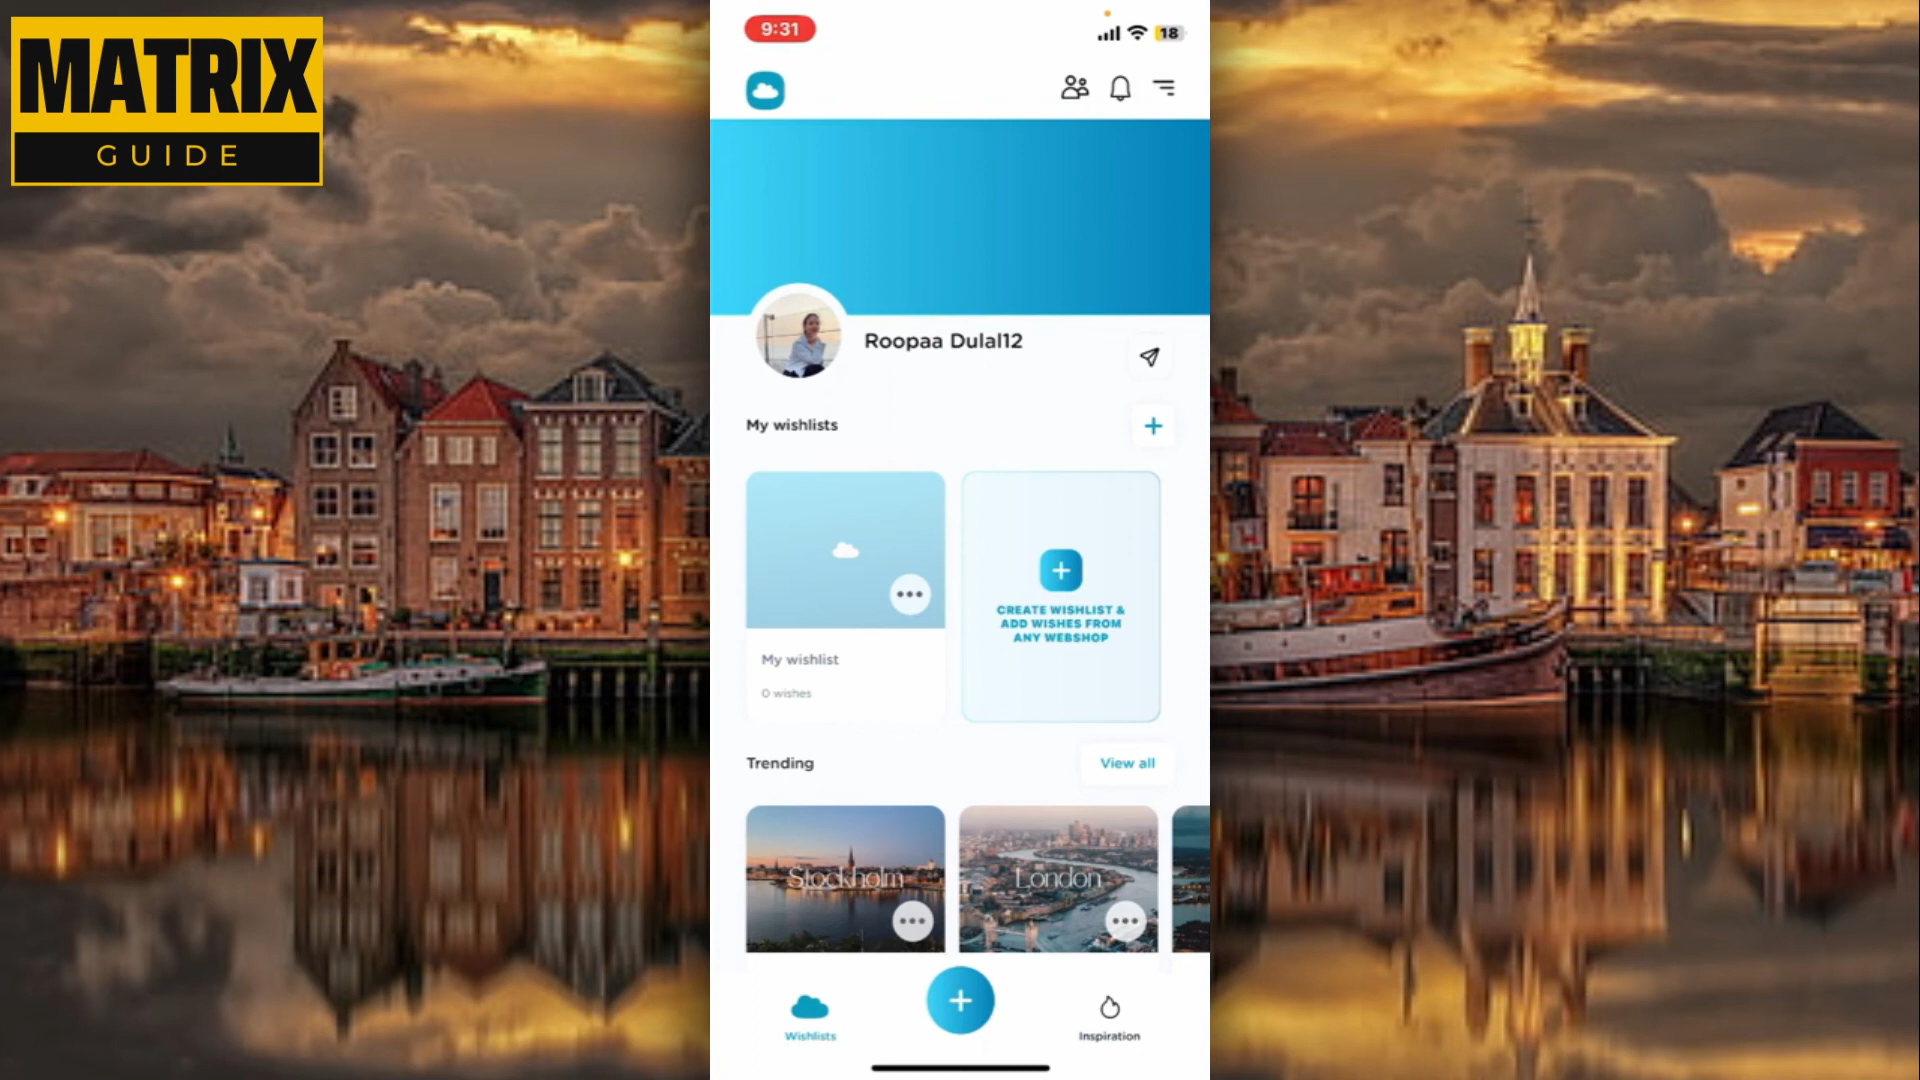 MATRIX
GUIDE
9:31
18
Roopaa Dulal12
My wishlists
CREATE WISHLIST &
ADD WISHES FROM
ANY WEBSHOP
My wishlist
0 wishes
Trending
View all
Stockholm
London
Wishlists
Inspiration